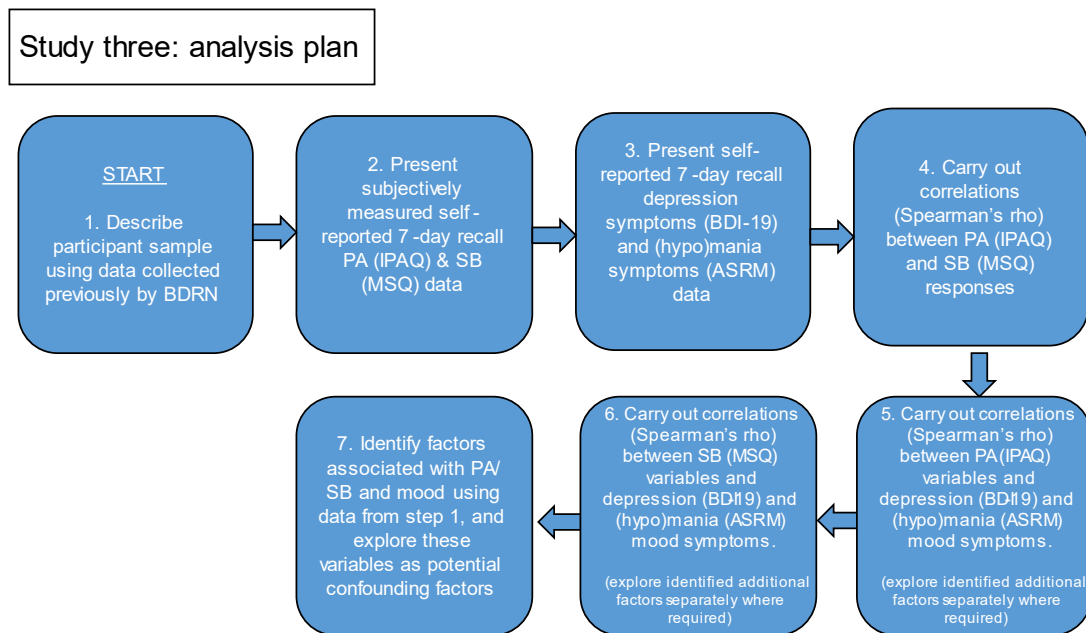 Study three: analysis plan
START
1. Describe
participant sample
using data collected
previously by BDRN
2. Present
subjectively
measured self-
reported 7-day recall
PA (IPAQ) & SB
(MSQ) data
3. Present self-
reported 7-day recall
depression
symptoms (BDI-19)
and (hypo)mania
symptoms (ASRM)
data
4. Carry out
correlations
(Spearman's rho)
between PA (IPAQ)
and SB (MSQ)
responses
5. Carry out correlations
(Spearman's rho)
between PA (IPAQ)
variables and
depression (BDI-19) and
(hypo)mania (ASRM)
mood symptoms.
(explore identified additional
factors separately where
required)
6. Carry out correlations
(Spearman's rho)
between SB (MSQ)
variables and
depression (BDI-19) and
(hypo)mania (ASRM)
mood symptoms.
(explore identified additional
factors separately where
required)
7. Identify factors
associated with PA/
SB and mood using
data from step 1, and
explore these
variables as potential
confounding factors